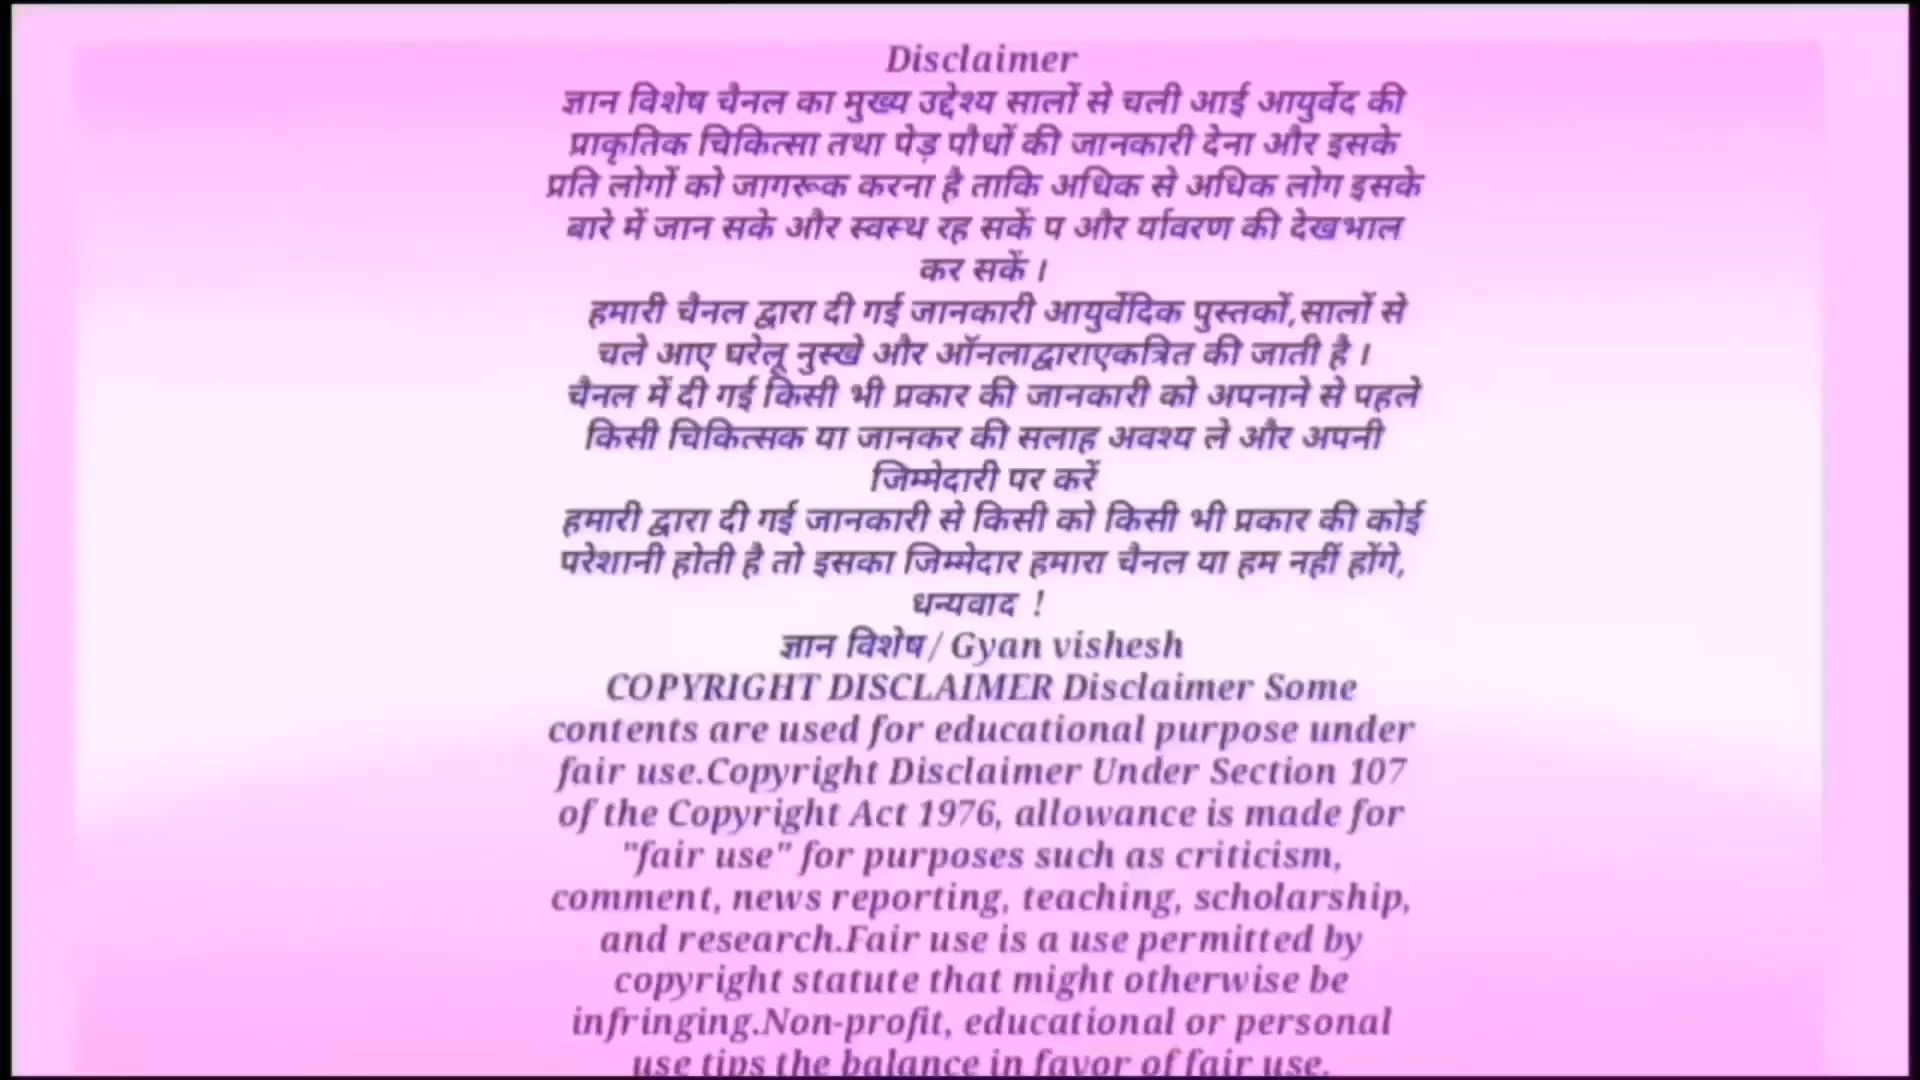 Disclaimer
ज्ञान विशेष चैनल का मुख्य उद्देश्य सालों से चली आई आयुर्वेद की
प्राकृतिक चिकित्सा तथा पेड़ पौधों की जानकारी देना और इसके
प्रति लोगों को जागरूक करना है ताकि अधिक से अधिक लोग इसके
बारे में जान सके और स्वस्थ रह सकें प और र्यावरण की देखभाल
कर सकें ।
हमारी चैनल द्वारा दी गई जानकारी आयुर्वेदिक पुस्तकों,सालों से
चले आए घरेलू नुस्खे और ऑनलाद्वाराएकत्रित की जाती है ।
चैनल में दी गई किसी भी प्रकार की जानकारी को अपनाने से पहले
किसी चिकित्सक या जानकर की सलाह अवश्य ले और अपनी
जिम्मेदारी पर करें
हमारी द्वारा दी गई जानकारी से किसी को किसी भी प्रकार की कोई
परेशानी होती है तो इसका जिम्मेदार हमारा चैनल या हम नहीं होंगे,
धन्यवाद !
ज्ञान विशेष/ Gyan vishesh
COPYRIGHT DISCLAIMER Disclaimer Some
contents are used for educational purpose under
fair use.Copyright Disclaimer Under Section 107
of the Copyright Act 1976, allowance is made for
"fair use" for purposes such as criticism,
comment, news reporting, teaching, scholarship,
and research.Fair use is a use permitted by
copyright statute that might otherwise be
infringing.Non-profit, educational or personal
use tips the balance in favor of fair use.